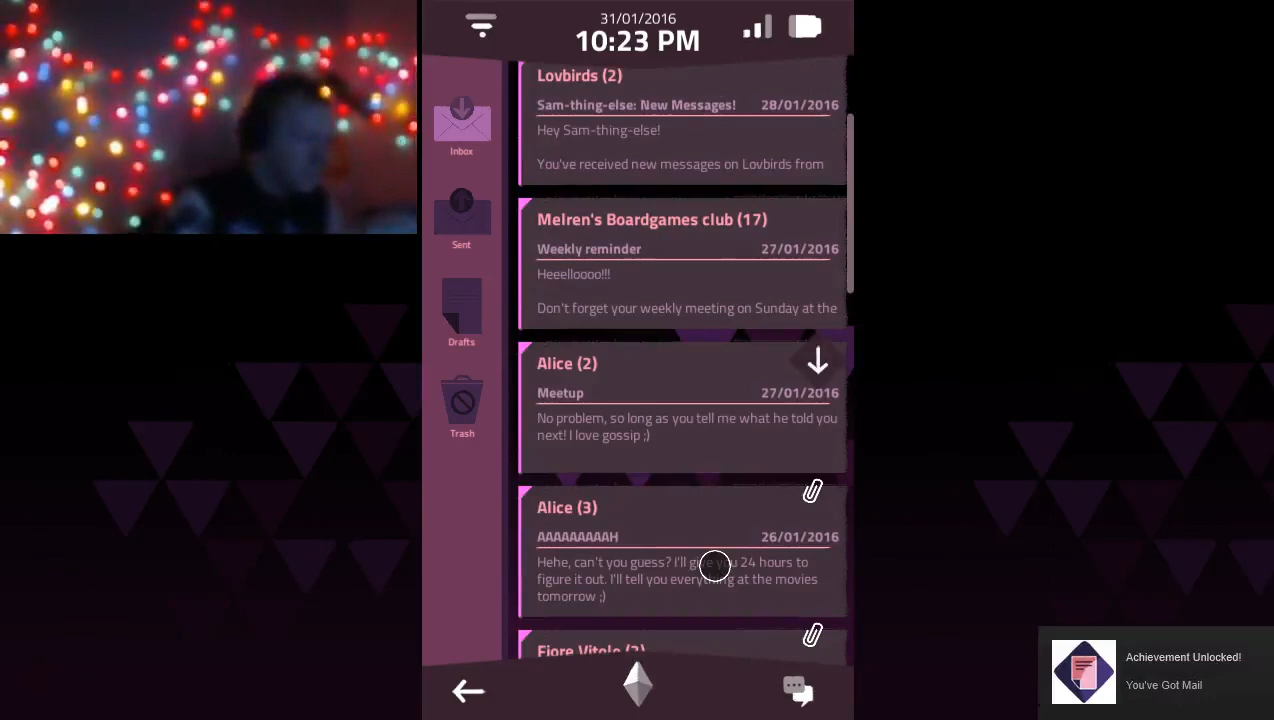 31/01/2016
10:23 PM
Inbox
Sent
Drafts
Trash
Lovbirds (2)
Sam-thing-else: New Messages! 28/01/2016
Hey Sam-thing-else!
You've received new messages on Lovbirds from
Melren's Boardgames club (17)
Weekly reminder 27/01/2016
Heeelloooo!!!
Don't forget your weekly meeting on Sunday at the
Alice (2)
Meetup 27/01/2016
No problem, so long as you tell me what he told you
next! I love gossip ;)
Alice (3)
AAAAAAAAAH 26/01/2016
Hehe, can't you guess? I'll give you 24 hours to
figure it out. I'll tell you everything at the movies
tomorrow ;)
Fiore Vitole
Achievement Unlocked!
You've Got Mail